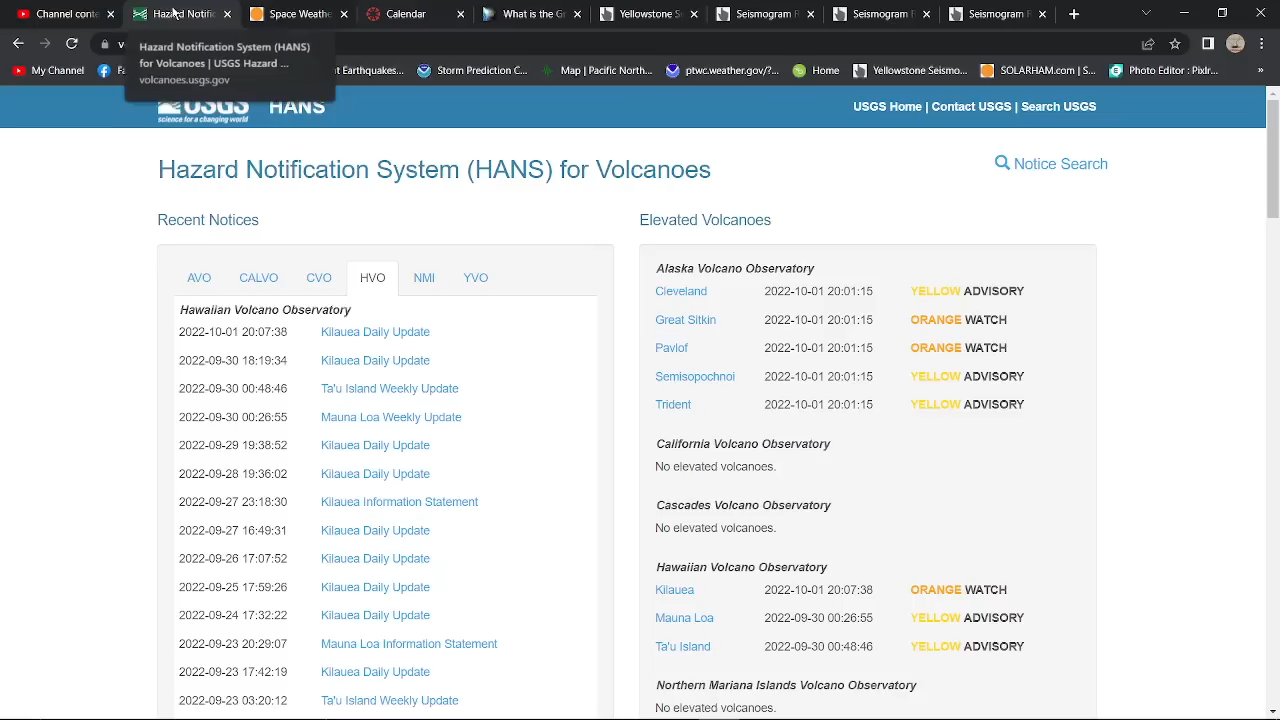 YouTube con
Hazard Notific
Space Weathe
Calendar
What is the Gr
Yellowstone Se
Seismogram R
Seismogram R
Seismogram R
Hazard Notification System (HANS)
for Volcanoes | USGS Hazard ...
volcanoes.usgs.gov
My Channel
nt Earthquakes...
Storm Prediction C...
Map | Pacific North...
ptwweather.gov/?...
Home
Yellowstone Seismo...
SOLARHAM.com | S...
Photo Editor : Pixlr...
»
USGS
science for a changing world
HANS
USGS Home | Contact USGS | Search USGS
Hazard Notification System (HANS) for Volcanoes
Notice Search
Recent Notices
AVO CALVO CVO HVO NMI YVO
Hawaiian Volcano Observatory
2022-10-01 20:07:38 Kilauea Daily Update
2022-09-30 18:19:34 Kilauea Daily Update
2022-09-30 00:48:46 Ta'u Island Weekly Update
2022-09-30 00:26:55 Mauna Loa Weekly Update
2022-09-29 19:38:52 Kilauea Daily Update
2022-09-28 19:36:02 Kilauea Daily Update
2022-09-27 23:18:30 Kilauea Information Statement
2022-09-27 16:49:31 Kilauea Daily Update
2022-09-26 17:07:52 Kilauea Daily Update
2022-09-25 17:59:26 Kilauea Daily Update
2022-09-24 17:32:22 Kilauea Daily Update
2022-09-23 20:29:07 Mauna Loa Information Statement
2022-09-23 17:42:19 Kilauea Daily Update
2022-09-23 03:20:12 Ta'u Island Weekly Update
Elevated Volcanoes
Alaska Volcano Observatory
Cleveland 2022-10-01 20:01:15 YELLOW ADVISORY
Great Sitkin 2022-10-01 20:01:15 ORANGE WATCH
Pavlof 2022-10-01 20:01:15 ORANGE WATCH
Semisopochnoi 2022-10-01 20:01:15 YELLOW ADVISORY
Trident 2022-10-01 20:01:15 YELLOW ADVISORY
California Volcano Observatory
No elevated volcanoes.
Cascades Volcano Observatory
No elevated volcanoes.
Hawaiian Volcano Observatory
Kilauea 2022-10-01 20:07:38 ORANGE WATCH
Mauna Loa 2022-09-30 00:26:55 YELLOW ADVISORY
Ta'u Island 2022-09-30 00:48:46 YELLOW ADVISORY
Northern Mariana Islands Volcano Observatory
No elevated volcanoes.